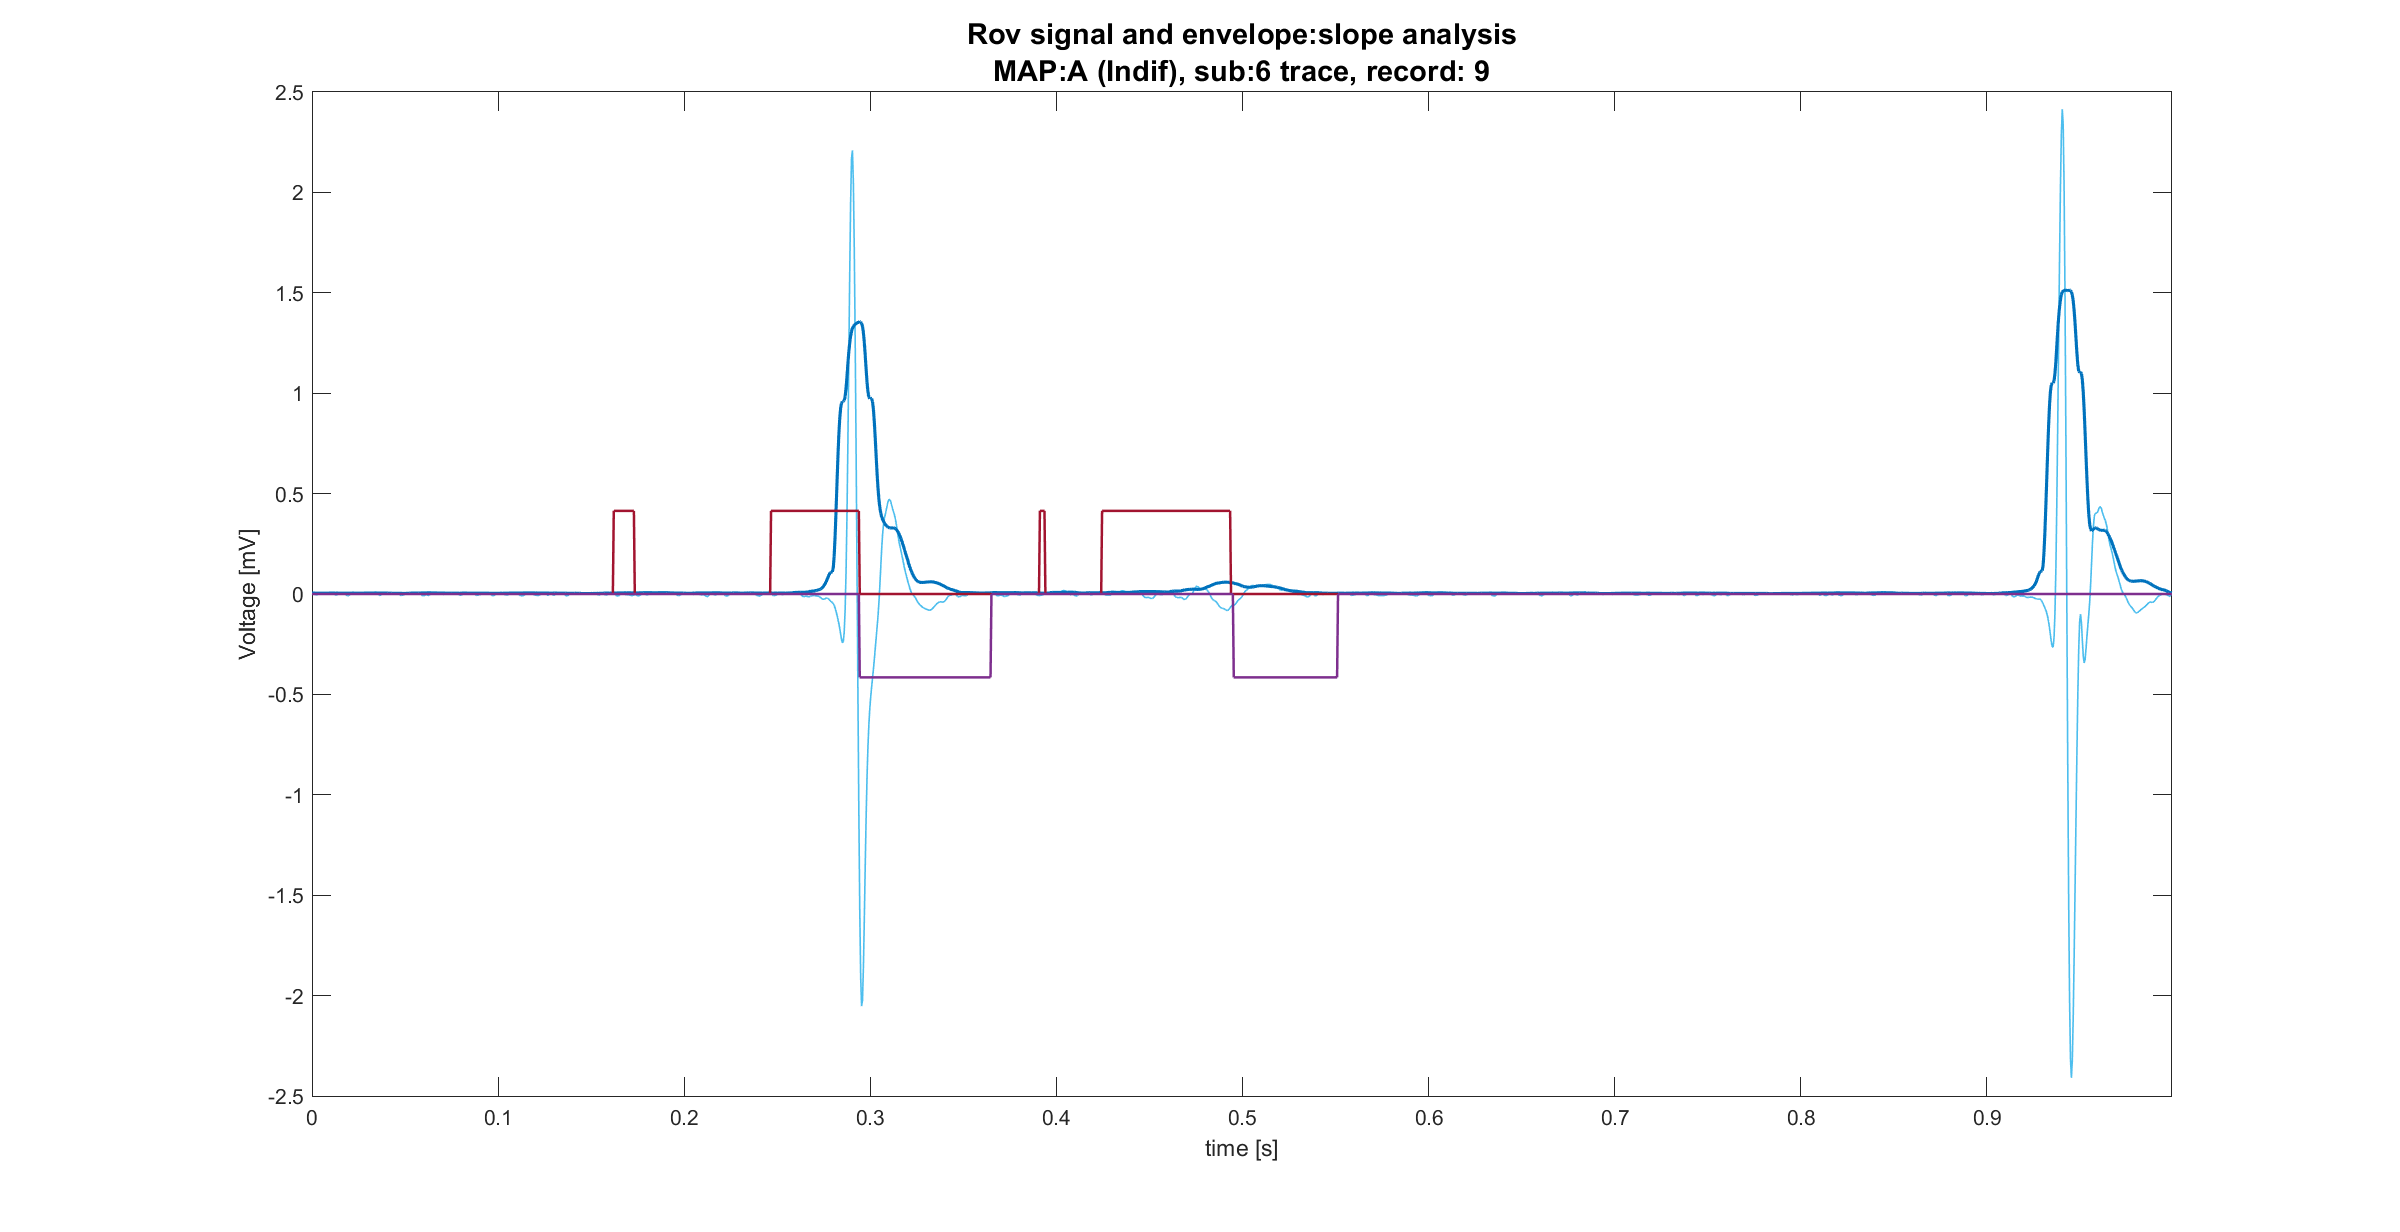 Rov signal and envelope:slope analysis
MAP:A (Indif), sub:6 trace, record: 9
2.5
2
1.5
1
0.5
0
-0.5
-1
-1.5
-2
-2.5
Voltage [mV]
0 0.1 0.2 0.3 0.4 0.5 0.6 0.7 0.8 0.9
time [s]